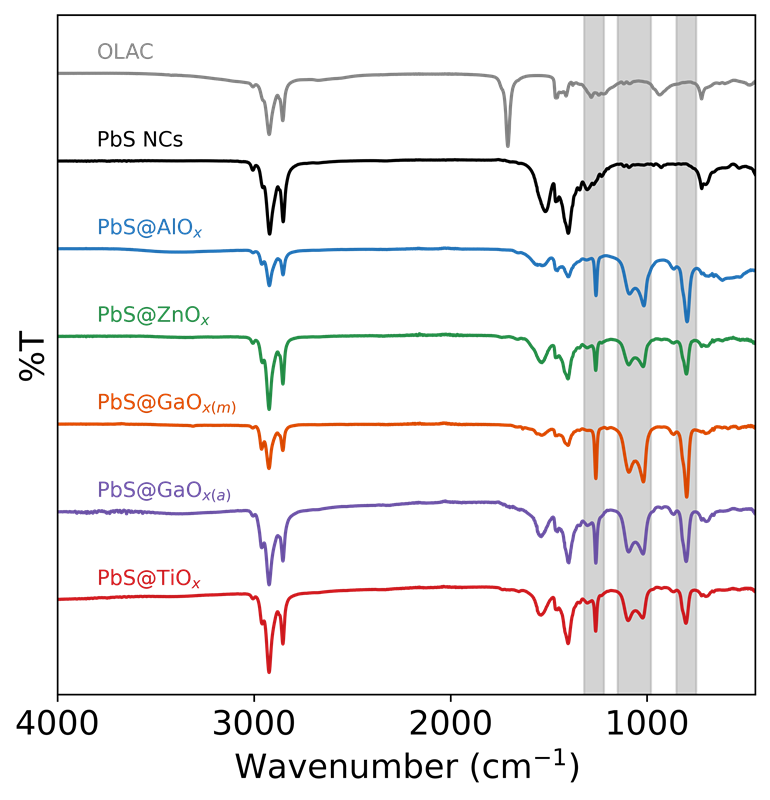 OLAC
PbS NCs
PbS@AlOₓ
PbS@ZnOₓ
PbS@GaOₓ₍ₘ₎
PbS@GaOₓ₍ₐ₎
PbS@TiOₓ
%T
4000 3000 2000 1000
Wavenumber (cm⁻¹)